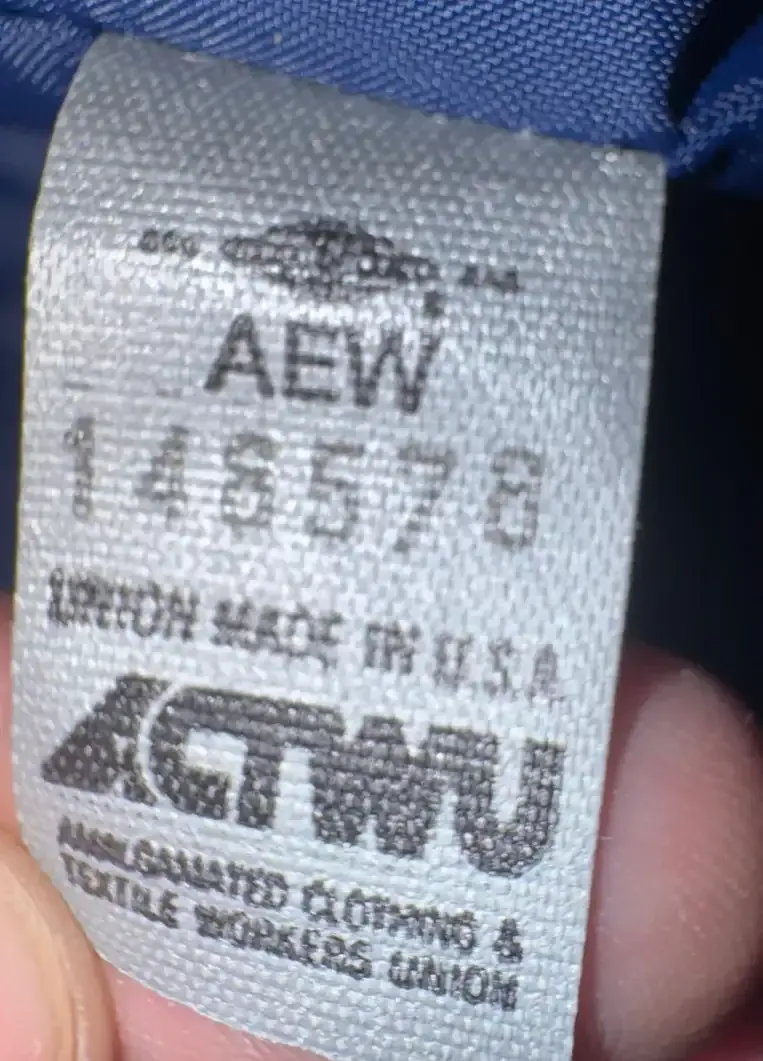 AEW
148578
UNION MADE IN U.S.A.
ACTWU
AMALGAMATED CLOTHING &
TEXTILE WORKERS UNION